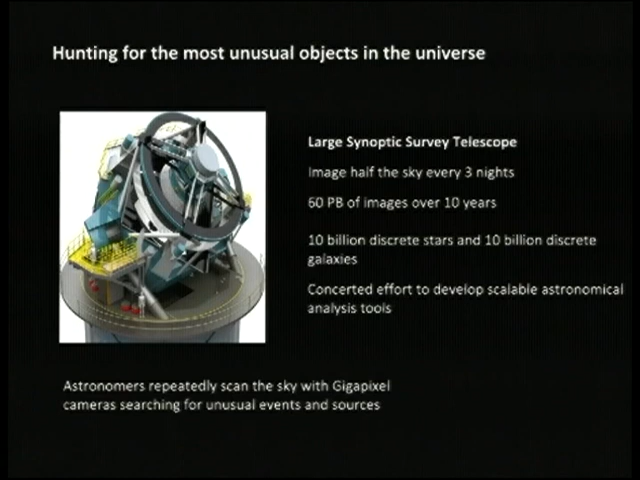 Hunting for the most unusual objects in the universe
Large Synoptic Survey Telescope
Image half the sky every 3 nights
60 PB of images over 10 years
10 billion discrete stars and 10 billion discrete
galaxies
Concerted effort to develop scalable astronomical
analysis tools
Astronomers repeatedly scan the sky with Gigapixel
cameras searching for unusual events and sources